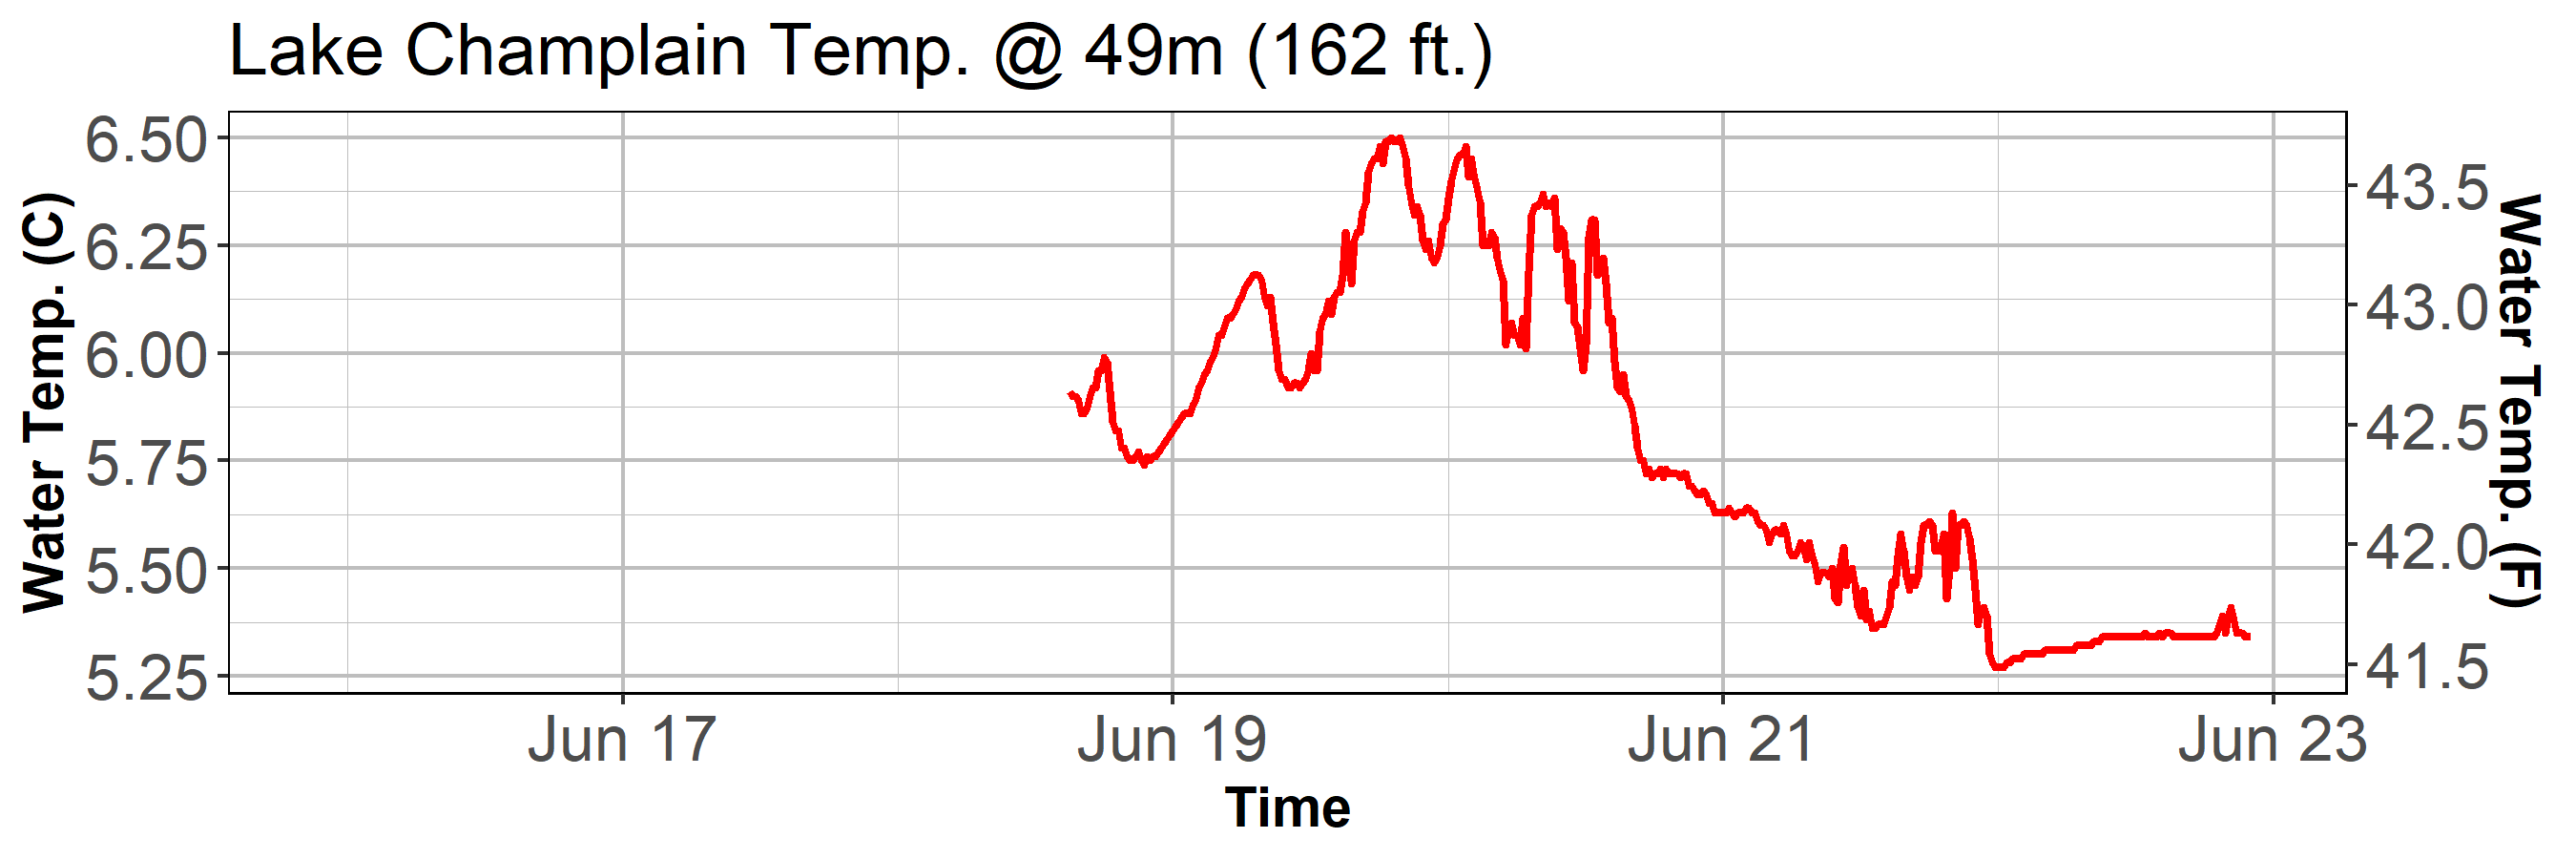 Lake Champlain Temp. @ 49m (162 ft.)
Water Temp. (C)
6.50
6.25
6.00
5.75
5.50
5.25
43.5
43.0
42.5
42.0
41.5
Water Temp. (F)
Jun 17
Jun 19
Jun 21
Jun 23
Time